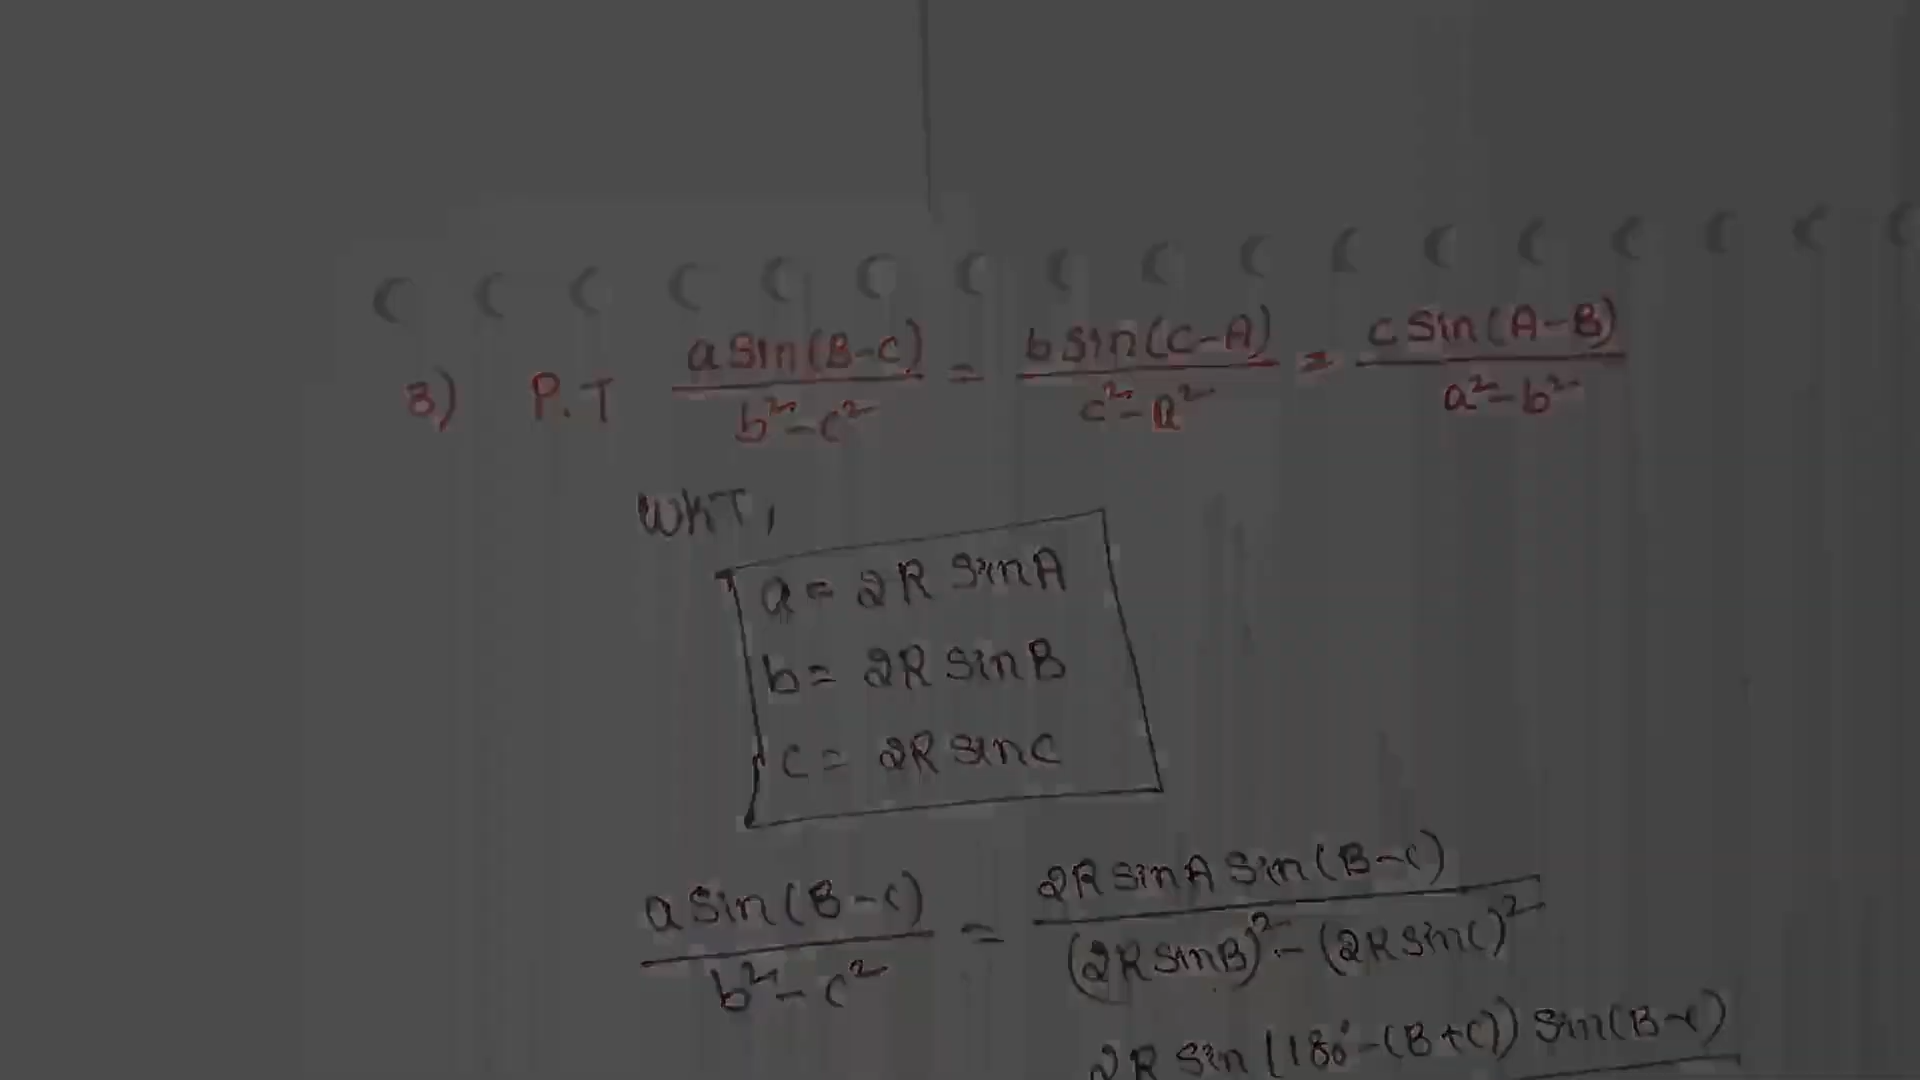 3) P.T a sin(B-C)/b²-c² = b sin(C-A)/c²-a² = c sin(A-B)/a²-b²
WKT,
a = 2R sinA
b = 2R sinB
c = 2R sinC
a sin(B-C)/b²-c² = 2R sinA sin(B-C)/(2R sinB)²-(2R sinC)²
2R sin(180°-(B+C)) sin(B-C)